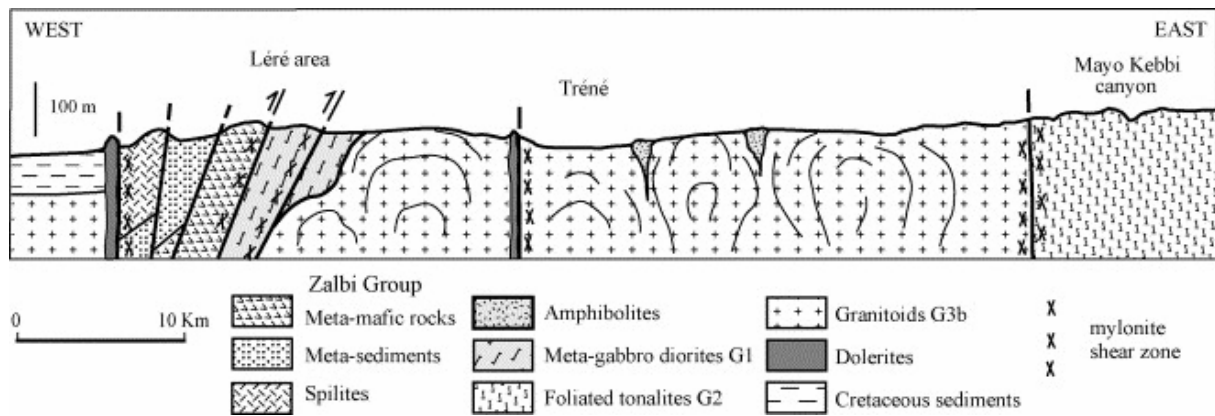 WEST
EAST
Léré area
Tréné
Mayo Kebbi
canyon
100 m
Zalbi Group
Meta-mafic rocks
Meta-sediments
Spilites
Amphibolites
Meta-gabbro diorites G1
Foliated tonalites G2
Granitoids G3b
Dolerites
Cretaceous sediments
mylonite
shear zone
0
10 Km